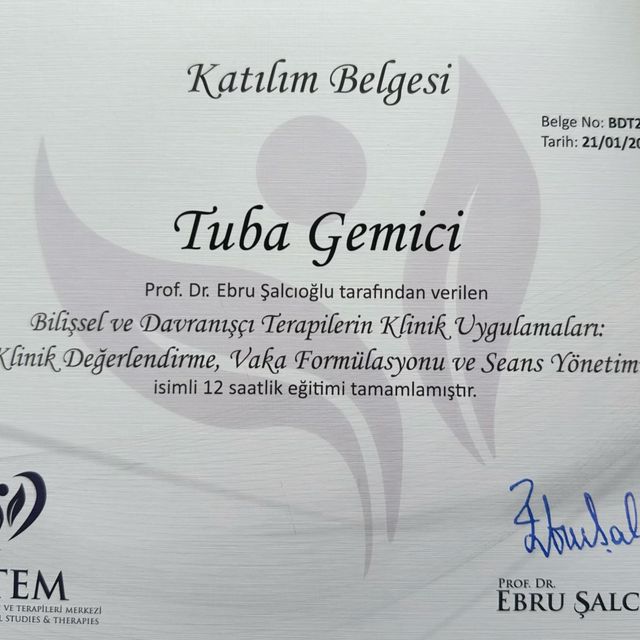 Katılım Belgesi
Belge No: BDT2
Tarih: 21/01/20
Tuba Gemici
Prof. Dr. Ebru Şalcıoğlu tarafından verilen
Bilişsel ve Davranışçı Terapilerin Klinik Uygulamaları:
Klinik Değerlendirme, Vaka Formülasyonu ve Seans Yönetim
isimli 12 saatlik eğitimi tamamlamıştır.
TEM
VE TERAPİLERİ MERKEZİ
STUDIES & THERAPIES
PROF. DR.
EBRU ŞALC